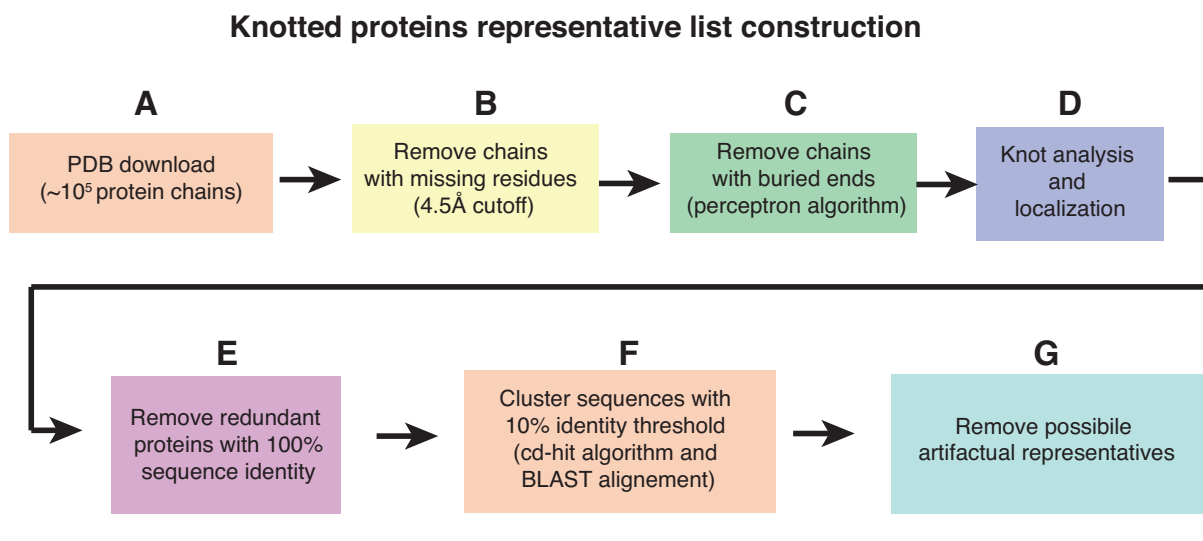 Knotted proteins representative list construction
A
PDB download
(~10⁵ protein chains)
B
Remove chains
with missing residues
(4.5Å cutoff)
C
Remove chains
with buried ends
(perceptron algorithm)
D
Knot analysis
and
localization
E
Remove redundant
proteins with 100%
sequence identity
F
Cluster sequences with
10% identity threshold
(cd-hit algorithm and
BLAST alignement)
G
Remove possibile
artifactual representatives